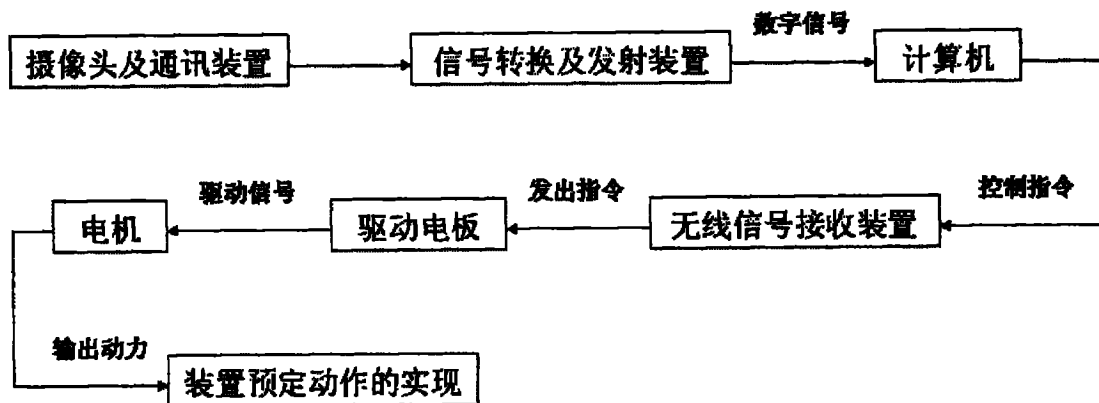 数字信号
摄像头及通讯装置
信号转换及发射装置
计算机
驱动信号
发出指令
控制指令
电机
驱动电板
无线信号接收装置
输出动力
装置预定动作的实现